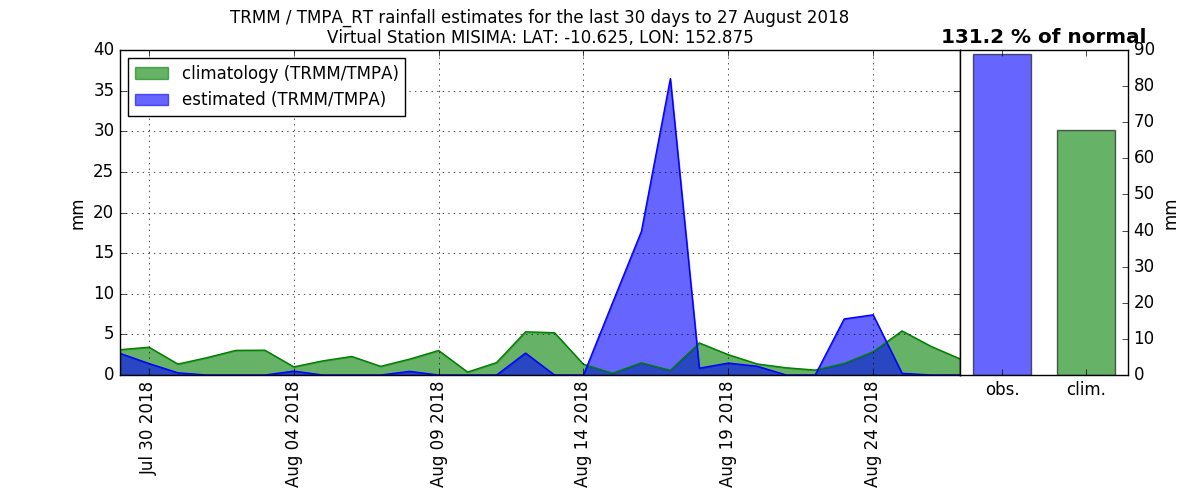 TRMM / TMPA_RT rainfall estimates for the last 30 days to 27 August 2018
Virtual Station MISIMA: LAT: -10.625, LON: 152.875
131.2 % of normal
climatology (TRMM/TMPA)
estimated (TRMM/TMPA)
mm
40
35
30
25
20
15
10
5
0
Jul 30 2018
Aug 04 2018
Aug 09 2018
Aug 14 2018
Aug 19 2018
Aug 24 2018
90
80
70
60
50
40
30
20
10
0
mm
obs.
clim.